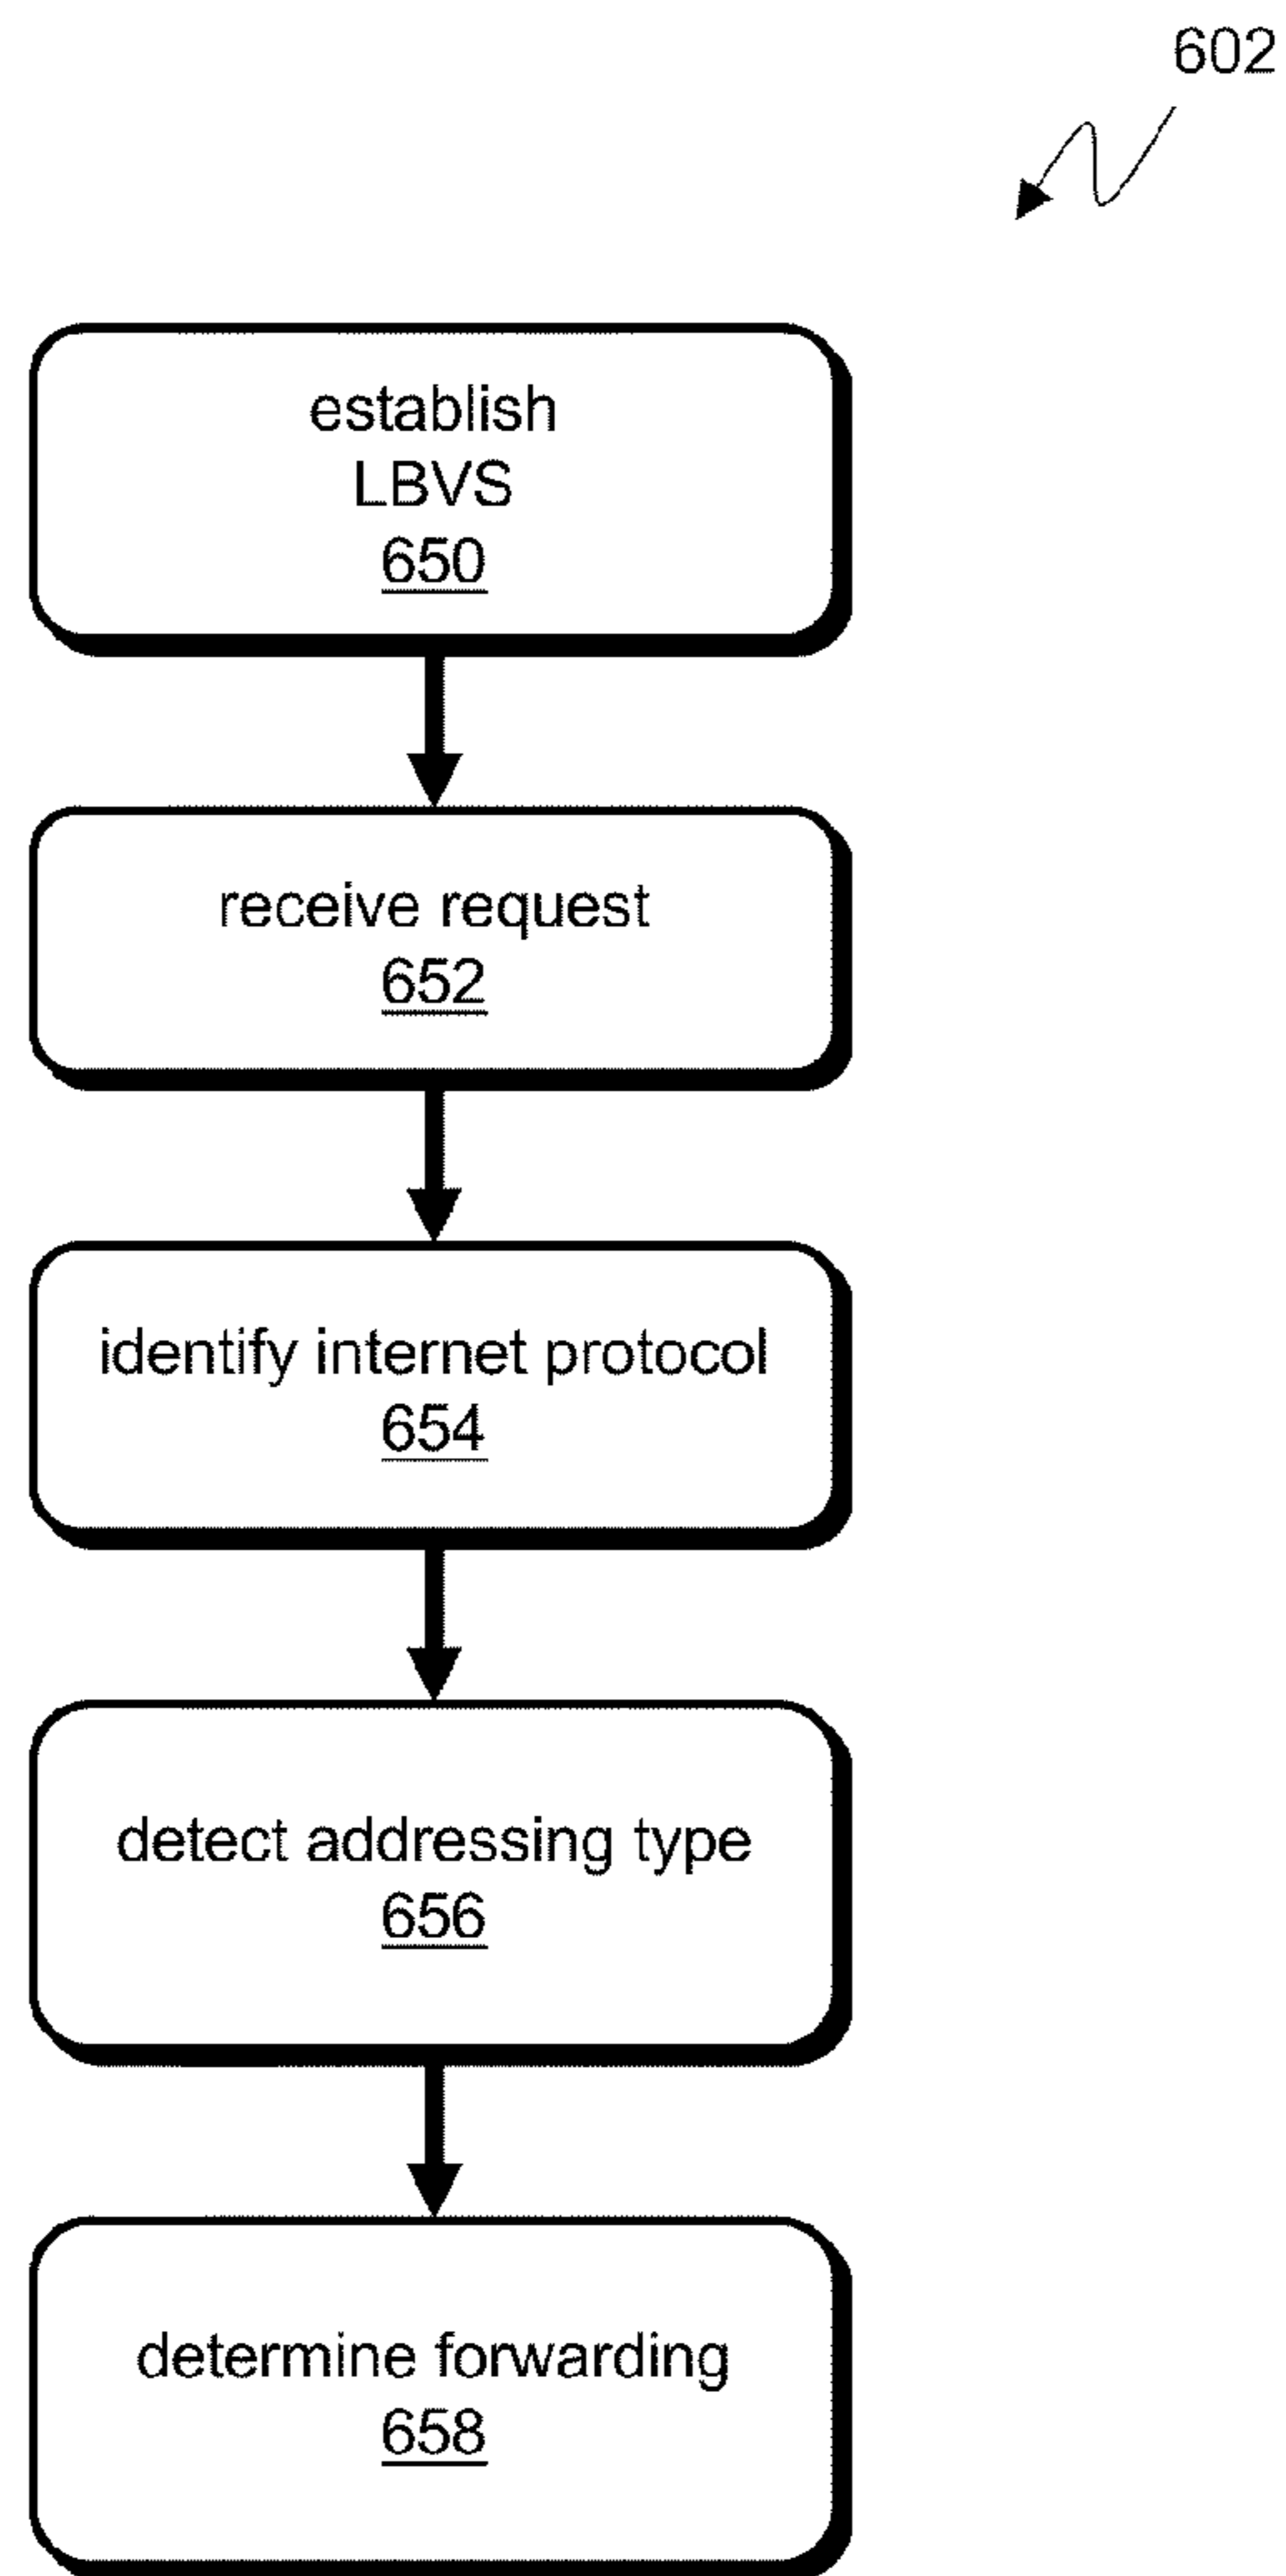 602
establish
LBVS
650
receive request
652
identify internet protocol
654
detect addressing type
656
determine forwarding
658